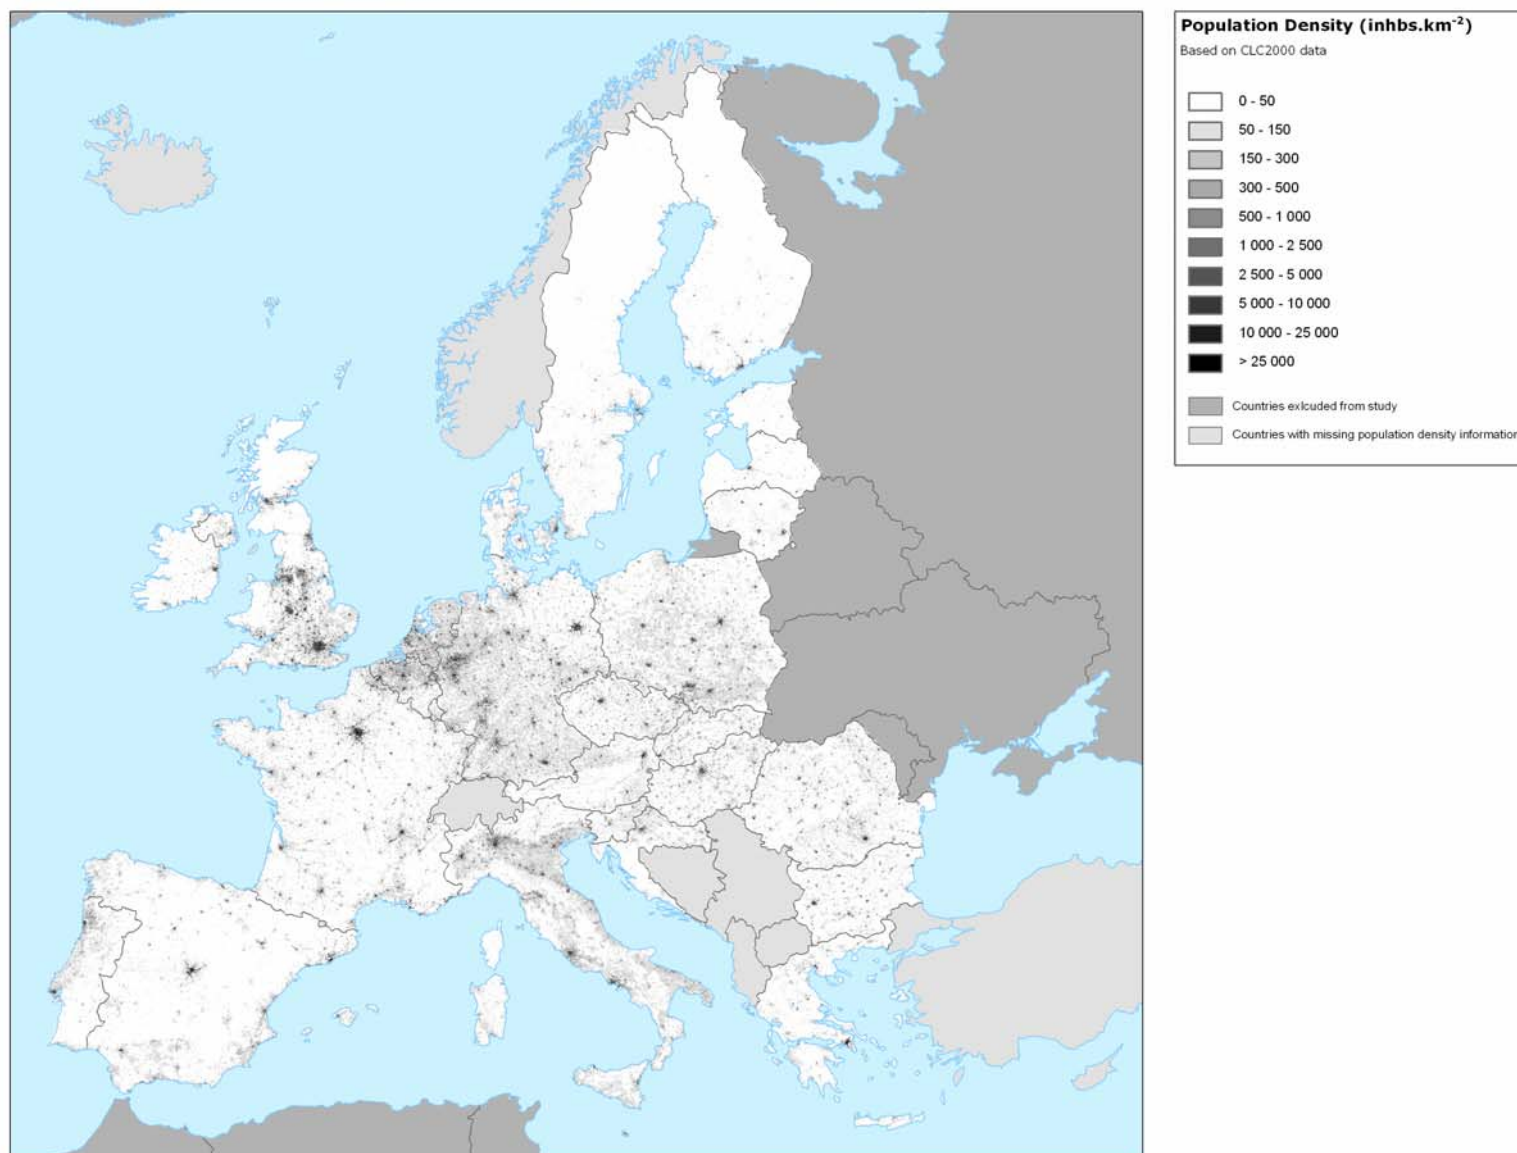 Population Density (inhbs.km-2)
Based on CLC2000 data
0 - 50
50 - 150
150 - 300
300 - 500
500 - 1 000
1 000 - 2 500
2 500 - 5 000
5 000 - 10 000
10 000 - 25 000
> 25 000
Countries exlcuded from study
Countries with missing population density information